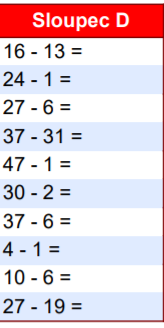 Sloupec D
16 - 13 =
24 - 1 =
27 - 6 =
37 - 31 =
47 - 1 =
30 - 2 =
37 - 6 =
4 - 1 =
10 - 6 =
27 - 19 =